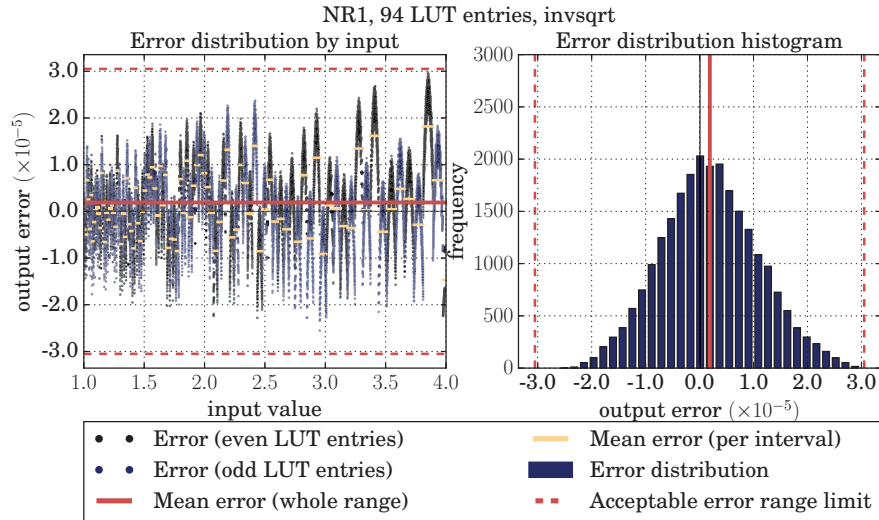 NR1, 94 LUT entries, invsqrt
Error distribution by input
3.0
2.0
1.0
0.0
-1.0
-2.0
-3.0
output error (×10⁻⁵)
1.0 1.5 2.0 2.5 3.0 3.5 4.0
input value
Error distribution histogram
3000
2500
2000
1500
1000
500
0
frequency
-3.0 -1.0 0.0 1.0 3.0
output error (×10⁻⁵)
Error (even LUT entries)
Error (odd LUT entries)
Mean error (whole range)
Mean error (per interval)
Error distribution
Acceptable error range limit